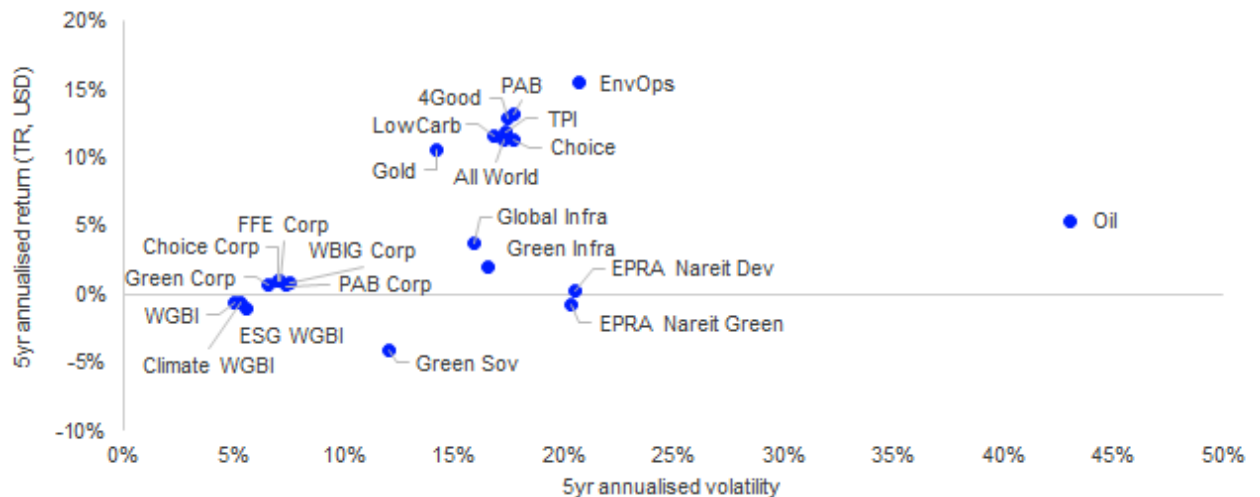 20%
15%
10%
5%
0%
-5%
-10%
5yr annualised return (TR, USD)
EnvOps
PAB
4Good
TPI
LowCarb
Choice
Gold
All World
Oil
Global Infra
FFE Corp
Choice Corp
WBIG Corp
Green Infra
Green Corp
PAB Corp
EPRA Nareit Dev
WGBI
EPRA Nareit Green
ESG WGBI
Climate WGBI
Green Sov
0%
5%
10%
15%
20%
25%
30%
35%
40%
45%
50%
5yr annualised volatility